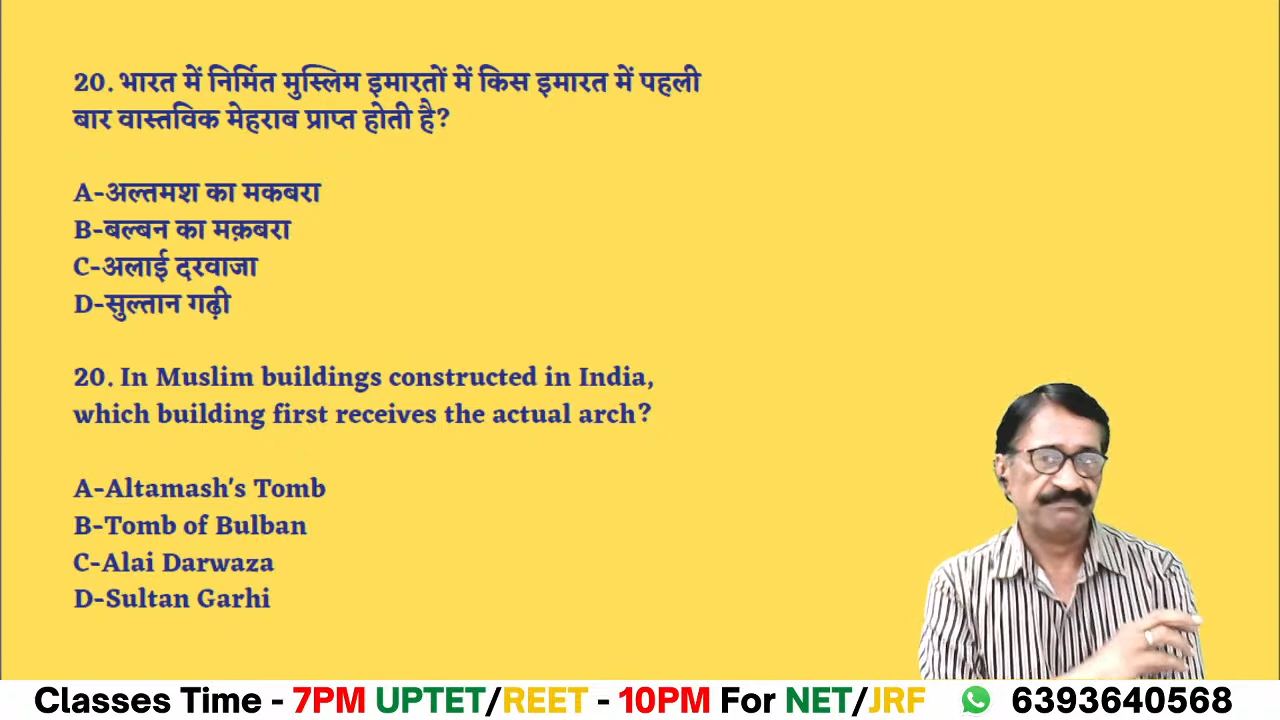 20. भारत में निर्मित मुस्लिम इमारतों में किस इमारत में पहली
बार वास्तविक मेहराब प्राप्त होती है?
A-अल्तमश का मकबरा
B-बल्बन का मक़बरा
C-अलाई दरवाजा
D-सुल्तान गढ़ी
20. In Muslim buildings constructed in India,
which building first receives the actual arch?
A-Altamash's Tomb
B-Tomb of Bulban
C-Alai Darwaza
D-Sultan Garhi
Classes Time - 7PM UPTET/REET - 10PM For NET/JRF 6393640568